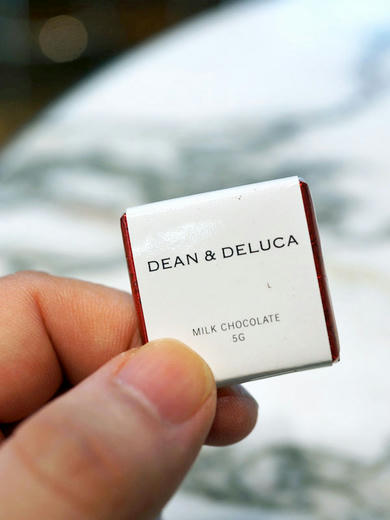 DEAN & DELUCA
L
MILK CHOCOLATE
5G